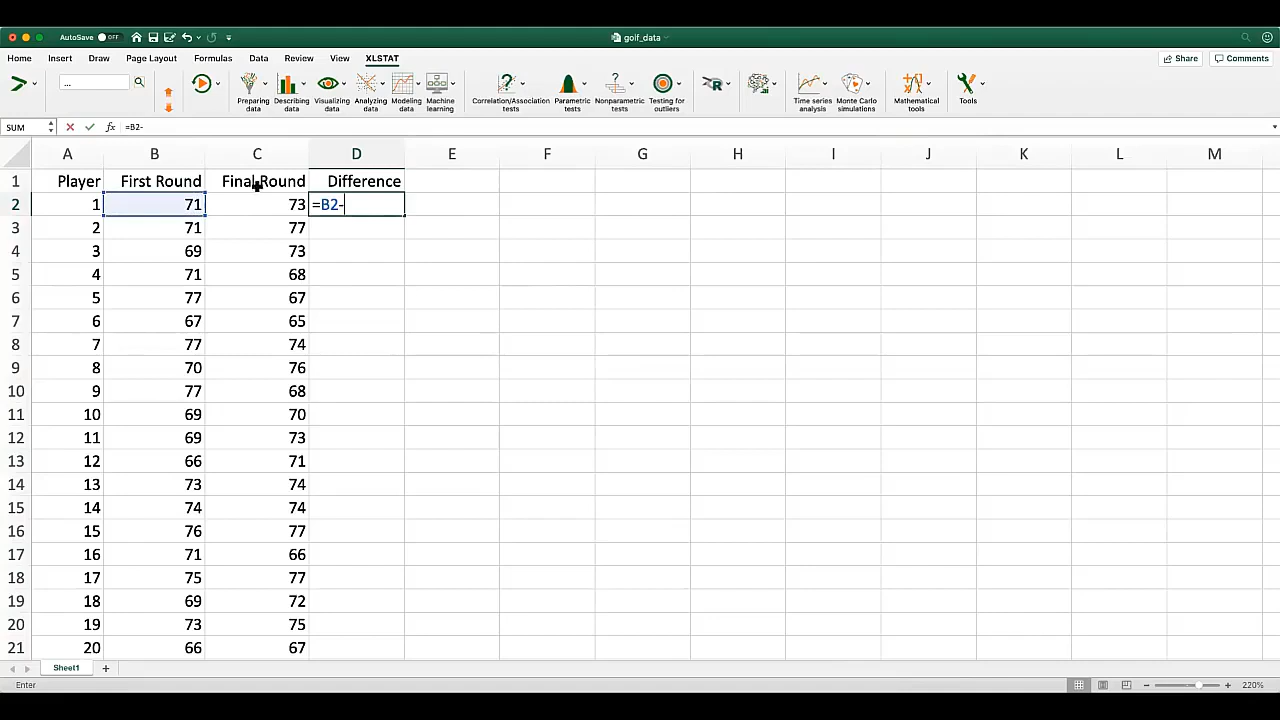 AutoSave OFF golf_data
Home Insert Draw Page Layout Formulas Data Review View XLSTAT Share Comments
...
Preparing data Describing data Visualizing data Analyzing data Modeling data Machine learning Correlation/Association tests Parametric tests Nonparametric tests Testing for outliers R Time series analysis Monte Carlo simulations Mathematical tools Tools
SUM fx =B2-
A B C D E F G H I J K L M
1 Player First Round Final Round Difference
2 1 71 73 =B2-
3 2 71 77
4 3 69 73
5 4 71 68
6 5 77 67
7 6 67 65
8 7 77 74
9 8 70 76
10 9 77 68
11 10 69 70
12 11 69 73
13 12 66 71
14 13 73 74
15 14 74 74
16 15 76 77
17 16 71 66
18 17 75 77
19 18 69 72
20 19 73 75
21 20 66 67
Sheet1 +
Enter 220%